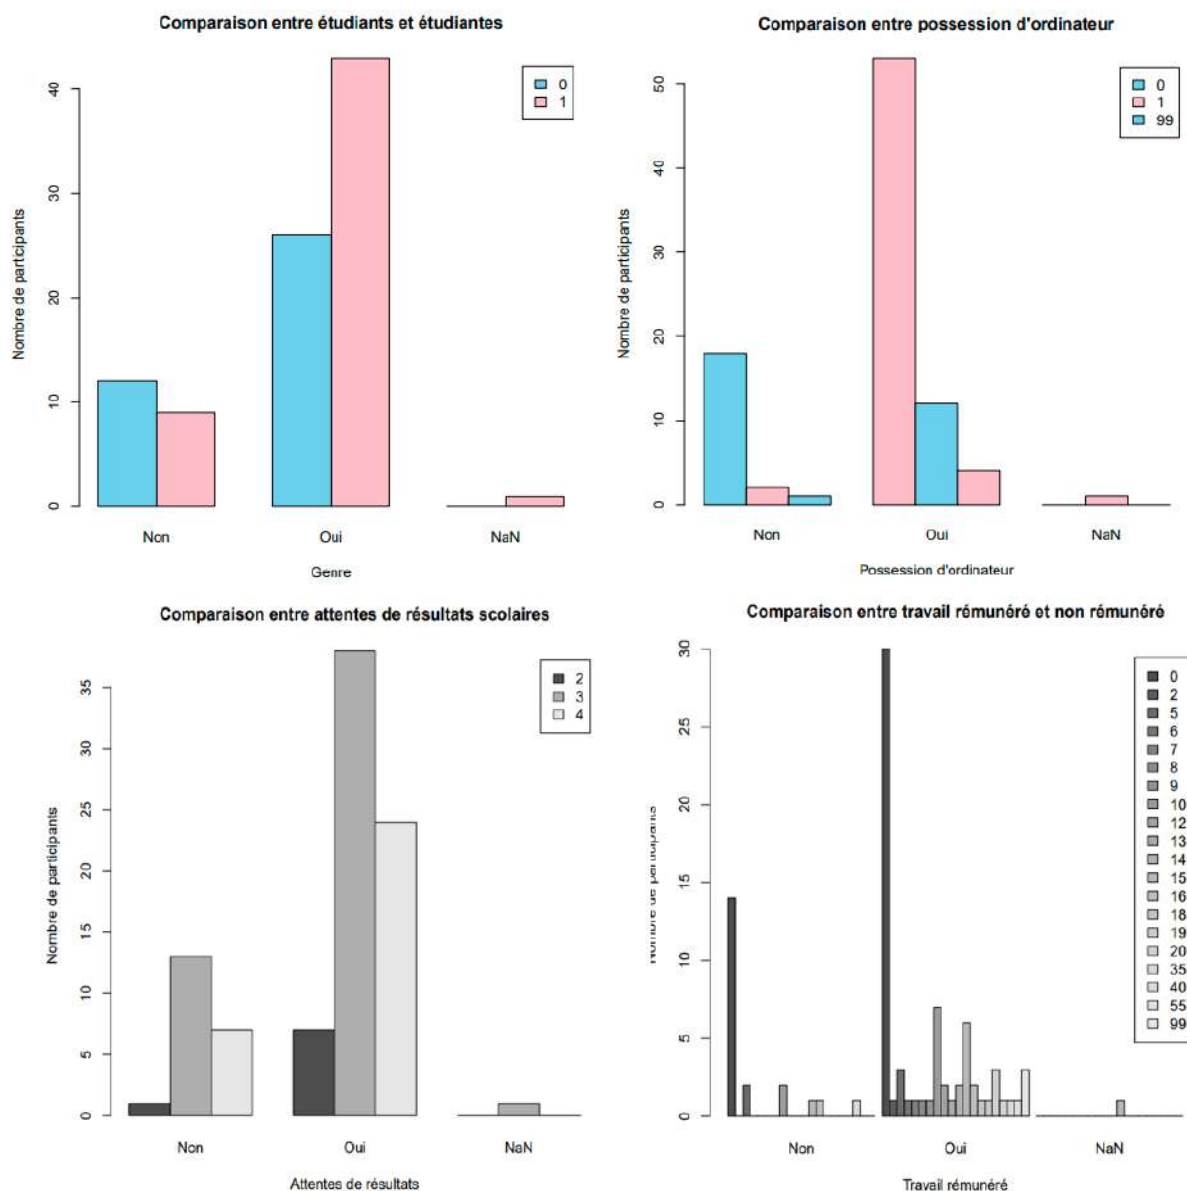 Comparaison entre étudiants et étudiantes
Nombre de participants
0
10
20
30
40
0
1
Non
Oui
NaN
Genre
Comparaison entre possession d'ordinateur
Nombre de participants
0
10
20
30
40
50
0
1
99
Non
Oui
NaN
Possession d'ordinateur
Comparaison entre attentes de résultats scolaires
Nombre de participants
0
5
10
15
20
25
30
35
2
3
4
Non
Oui
NaN
Attentes de résultats
Comparaison entre travail rémunéré et non rémunéré
Nombre de participants
0
5
10
15
20
25
30
0
2
5
6
7
8
9
10
12
13
14
15
16
18
19
20
35
40
55
99
Non
Oui
NaN
Travail rémunéré